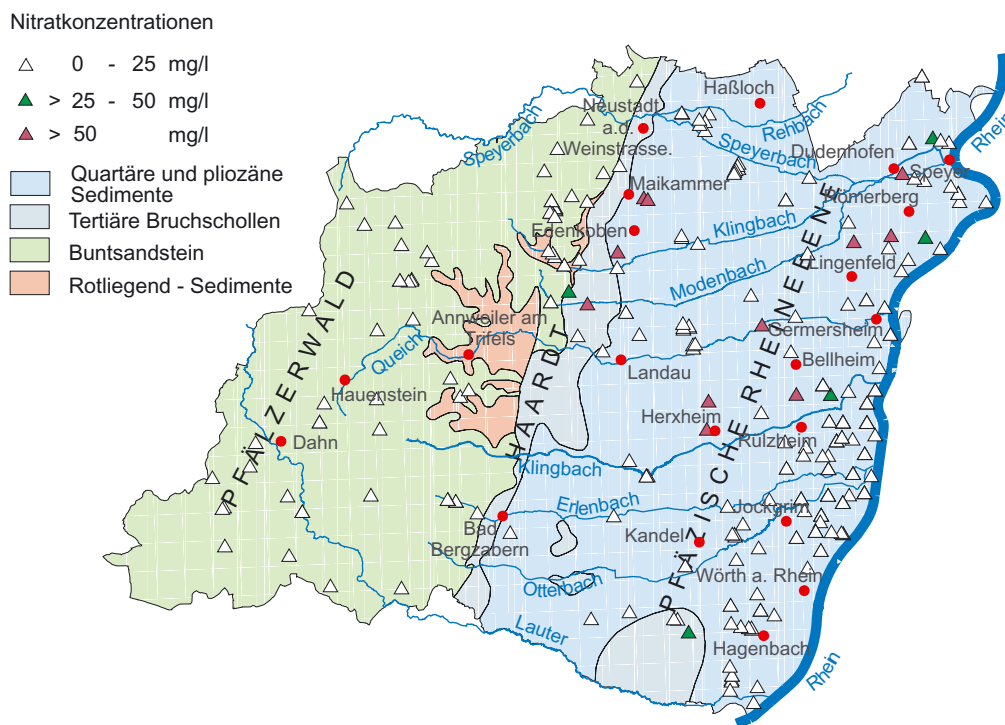 Nitratkonzentrationen
0 - 25 mg/l
> 25 - 50 mg/l
> 50 mg/l
Quartäre und pliozäne
Sedimente
Tertiäre Bruchschollen
Buntsandstein
Rotliegend - Sedimente
Haßloch
Neustadt
a.d.
Weinstrasse.
Rehbach
Rhein
Speyerbach
Speyerbach
Dudenhofen
Speyer
Maikammer
Römerberg
Edenkoben
Klingbach
Lingenfeld
Modenbach
PFÄLZERWALD
HAARDT
PFÄZISCHE RHEINEBENE
Annweiler am
Trifels
Germersheim
Queich
Landau
Bellheim
Hauenstein
Herxheim
Rülzheim
Dahn
Klingbach
Erlenbach
Jockgrim
Bad
Bergzabern
Kandel
Otterbach
Wörth a. Rhein
Lauter
Hagenbach
Rhein